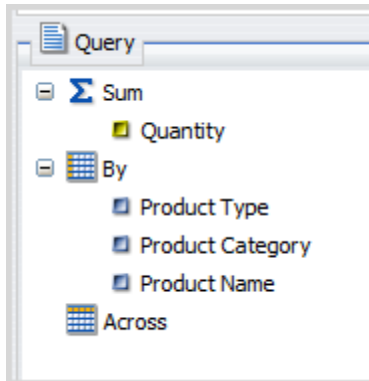 Query
Sum
Quantity
By
Product Type
Product Category
Product Name
Across